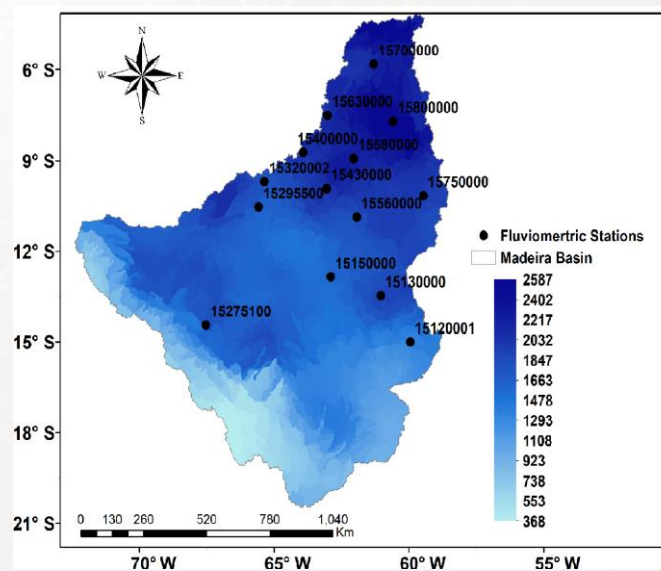 N
W E
S
6° S
9° S
12° S
15° S
18° S
21° S
15700000
15630000
15800000
15400000
15580000
15320002
15430000
15750000
15295500
15560000
15150000
15130000
15275100
15120001
Fluviomertric Stations
Madeira Basin
2587
2402
2217
2032
1847
1663
1478
1293
1108
923
738
553
368
0 130 260 520 780 1,040
Km
70° W 65° W 60° W 55° W